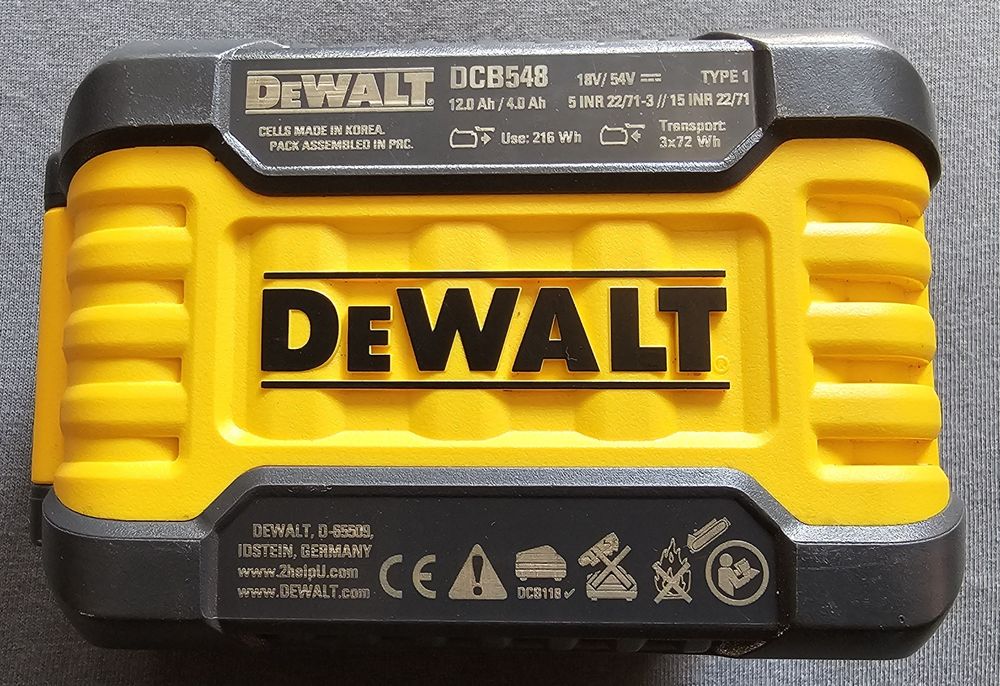 DEWALT®
DCB548 18V/ 54V TYPE 1
12.0 Ah / 4.0 Ah 5 INR 22/71-3 // 15 INR 22/71
CELLS MADE IN KOREA.
PACK ASSEMBLED IN PRC.
Use: 216 Wh
Transport:
3x72 Wh
DEWALT®
DEWALT, D-65509,
IDSTEIN, GERMANY
www.2helpU.com
www.DEWALT.com
CE
DCB118 ✓